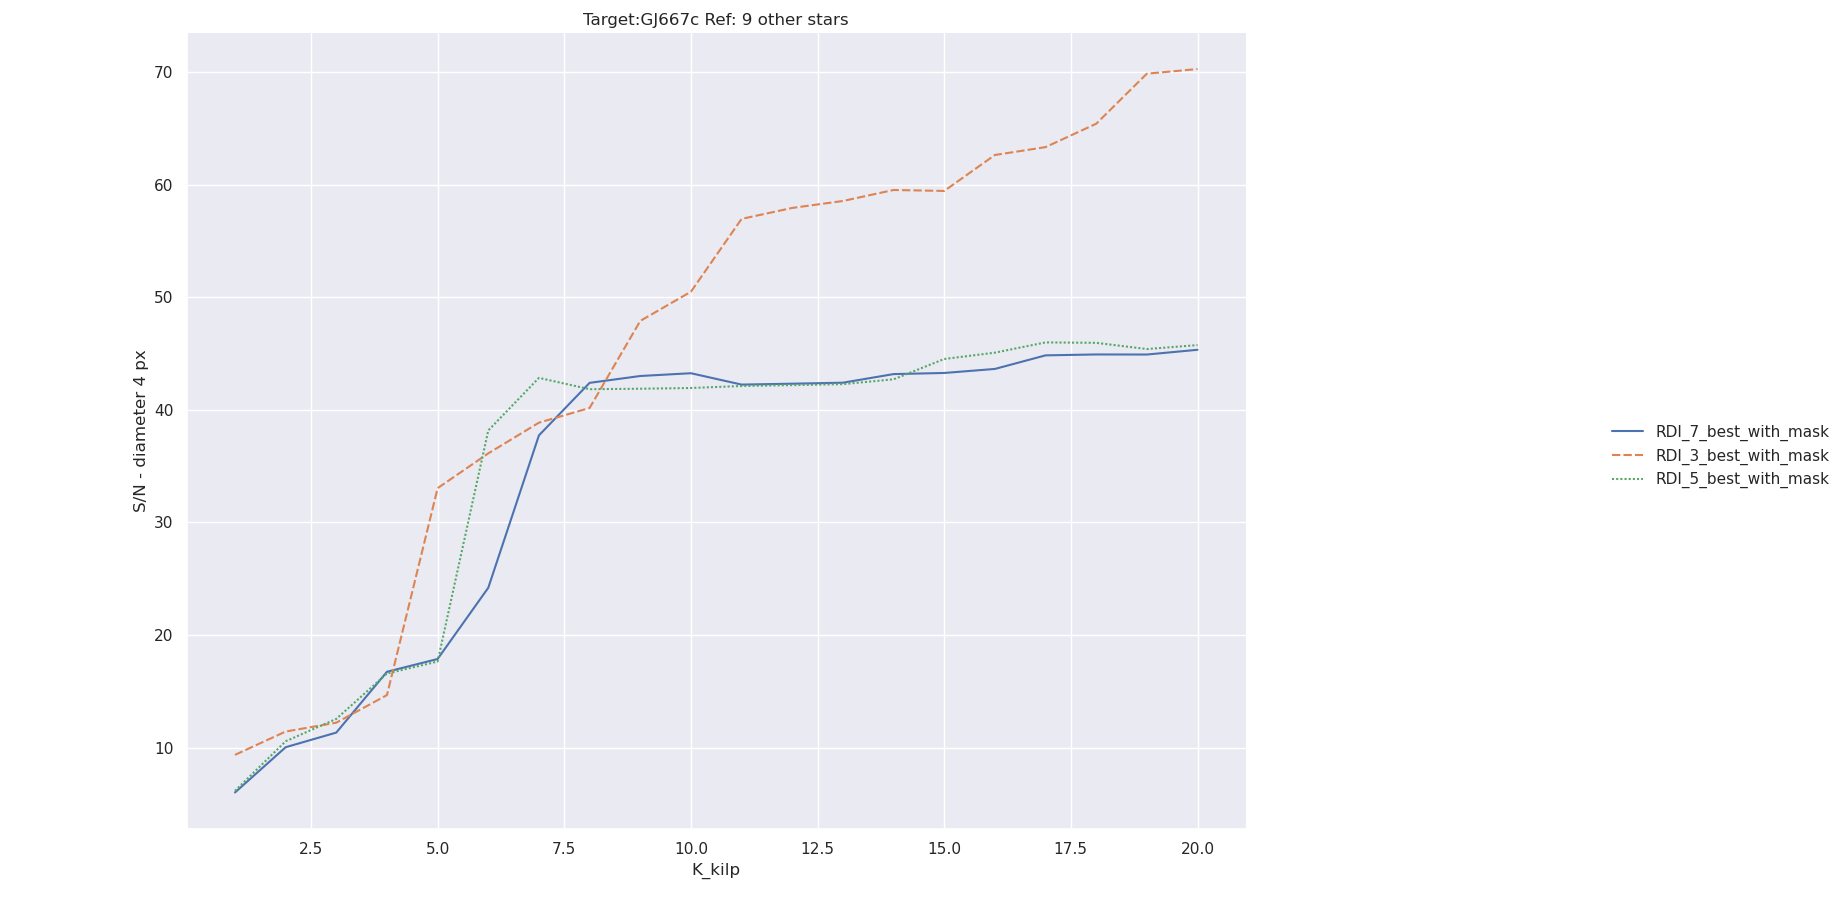 Target:GJ667c Ref: 9 other stars
70
60
50
40
30
20
10
S/N - diameter 4 px
2.5 5.0 7.5 10.0 12.5 15.0 17.5 20.0
K_kilp
RDI_7_best_with_mask
RDI_3_best_with_mask
RDI_5_best_with_mask